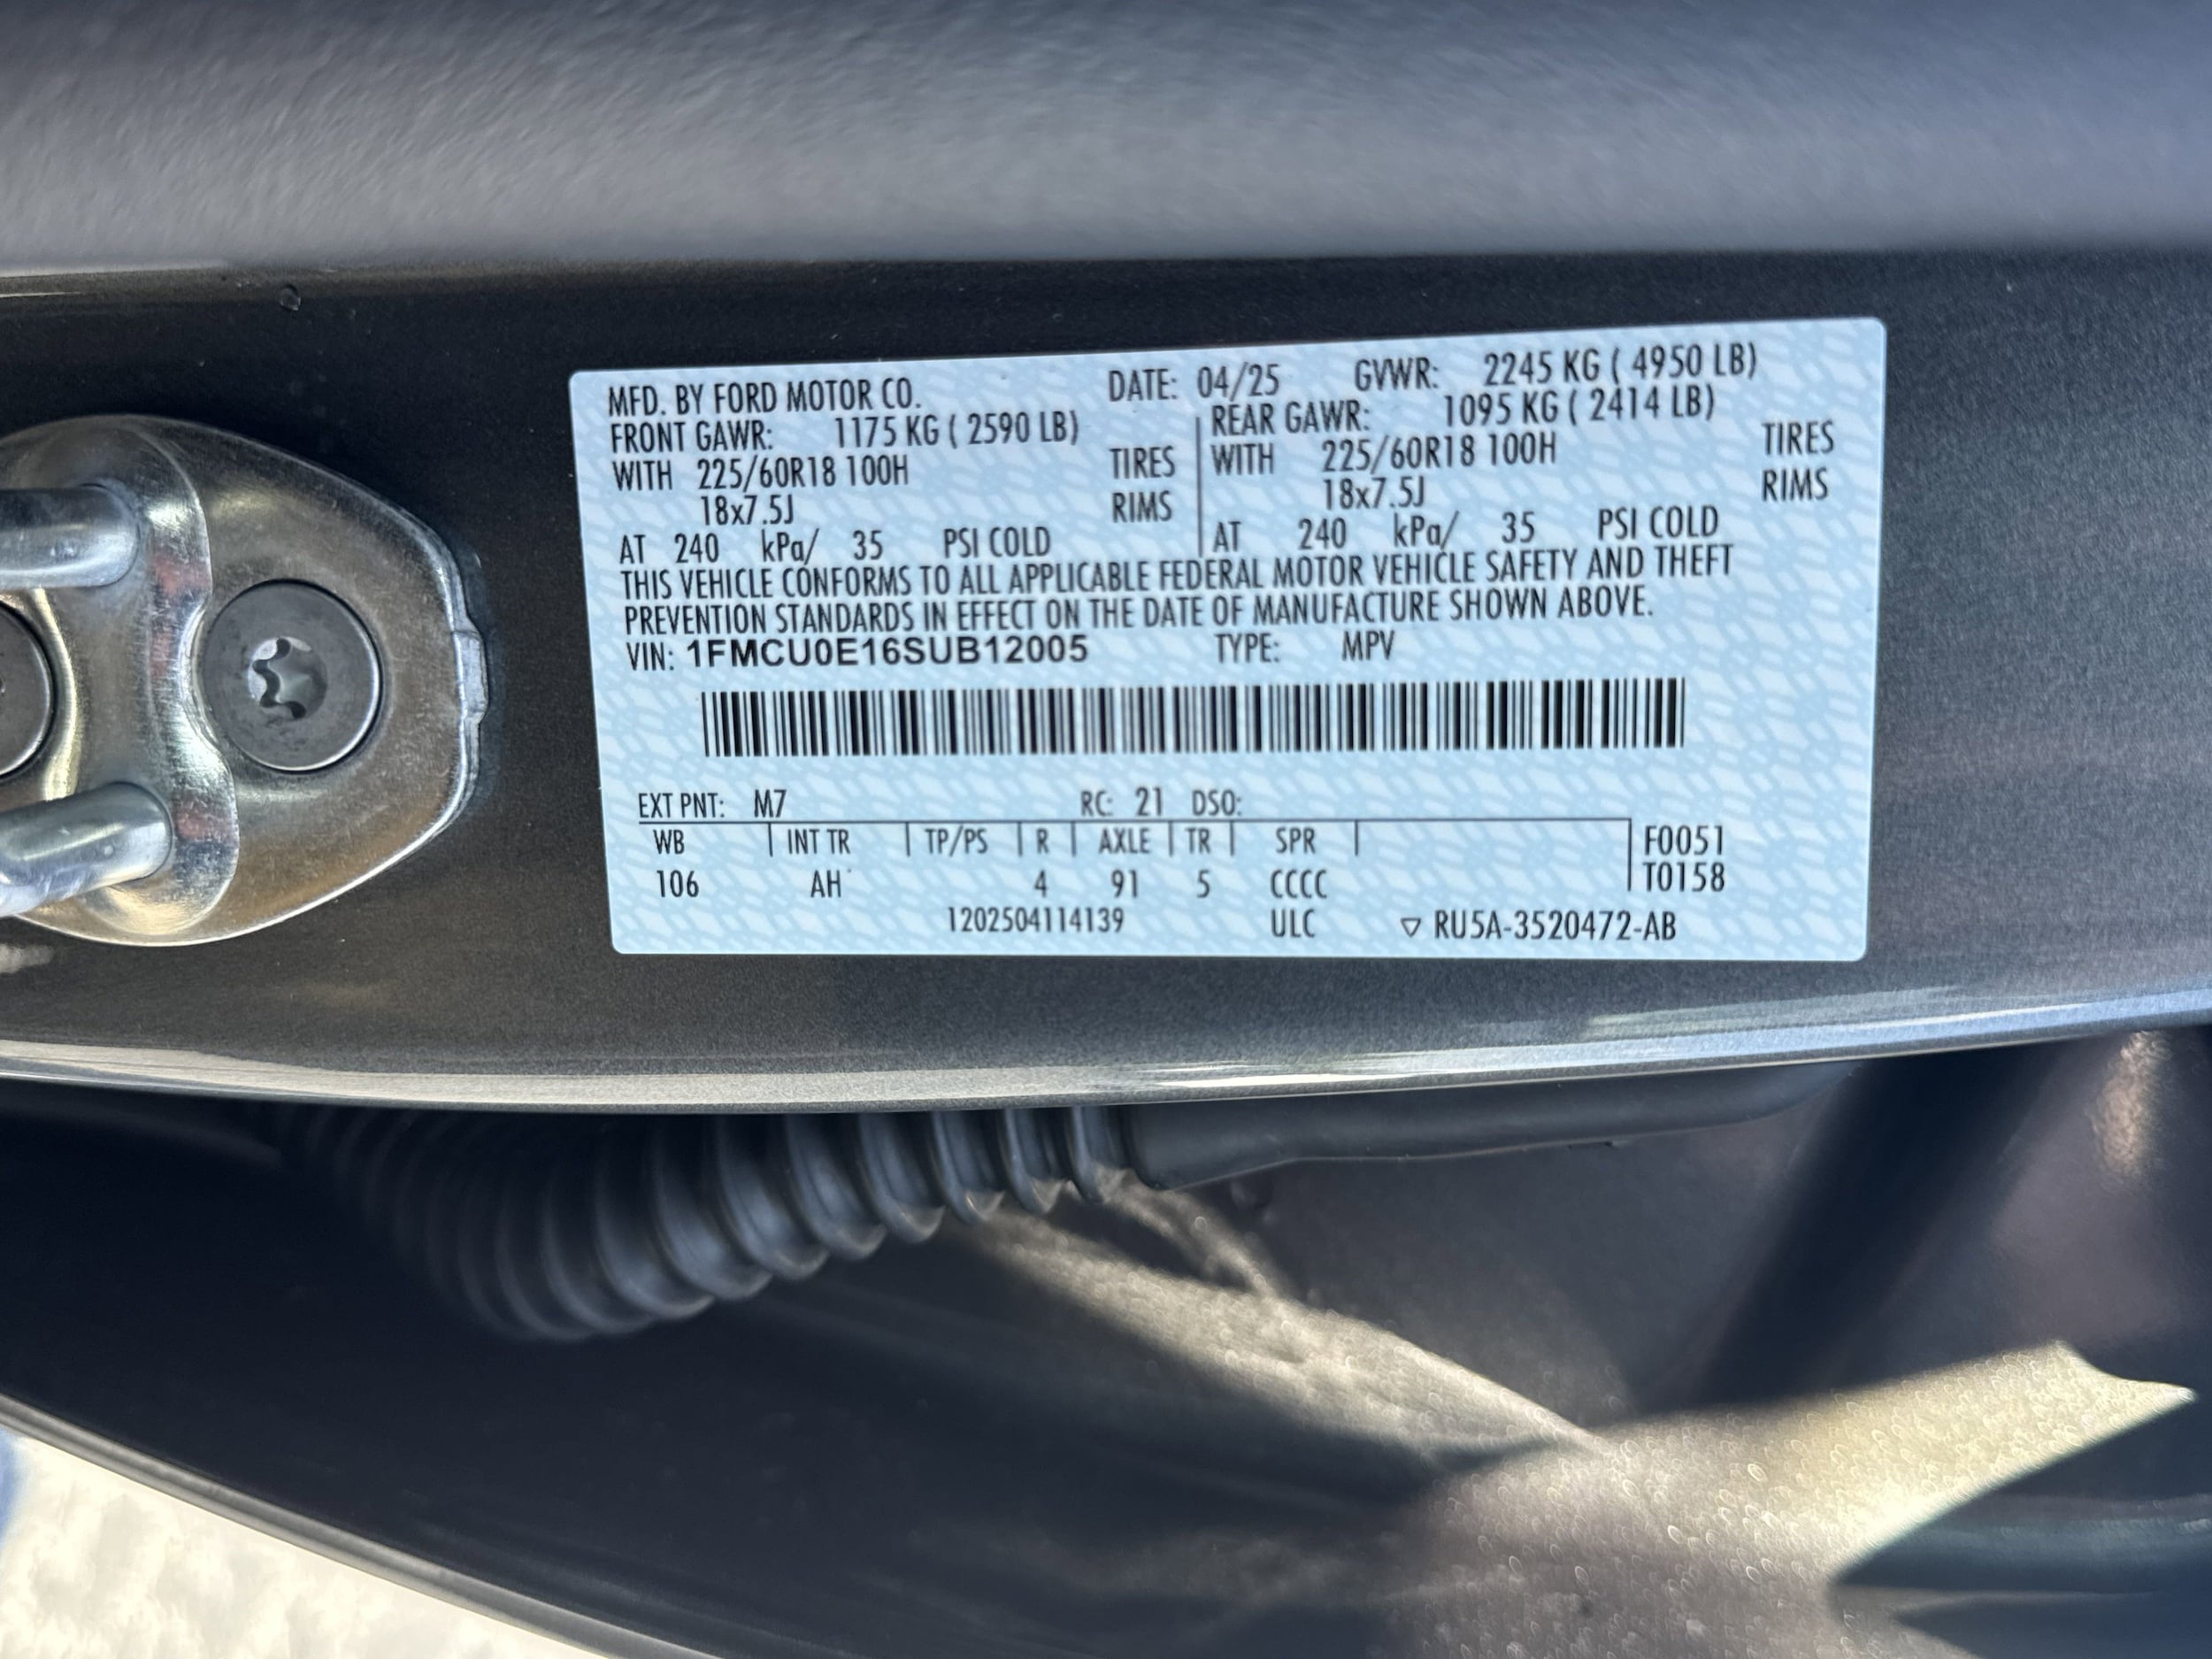 MFD. BY FORD MOTOR CO. DATE: 04/25 GVWR: 2245 KG ( 4950 LB)
FRONT GAWR: 1175 KG ( 2590 LB) REAR GAWR: 1095 KG ( 2414 LB)
WITH 225/60R18 100H TIRES WITH 225/60R18 100H TIRES
18x7.5J RIMS 18x7.5J RIMS
AT 240 kPa/ 35 PSI COLD AT 240 kPa/ 35 PSI COLD
THIS VEHICLE CONFORMS TO ALL APPLICABLE FEDERAL MOTOR VEHICLE SAFETY AND THEFT
PREVENTION STANDARDS IN EFFECT ON THE DATE OF MANUFACTURE SHOWN ABOVE.
VIN: 1FMCU0E16SUB12005 TYPE: MPV
EXT PNT: M7 RC: 21 DSO:
WB INT TR TP/PS R AXLE TR SPR F0051
106 AH 4 91 5 CCCC T0158
1202504114139 ULC ▽ RU5A-3520472-AB